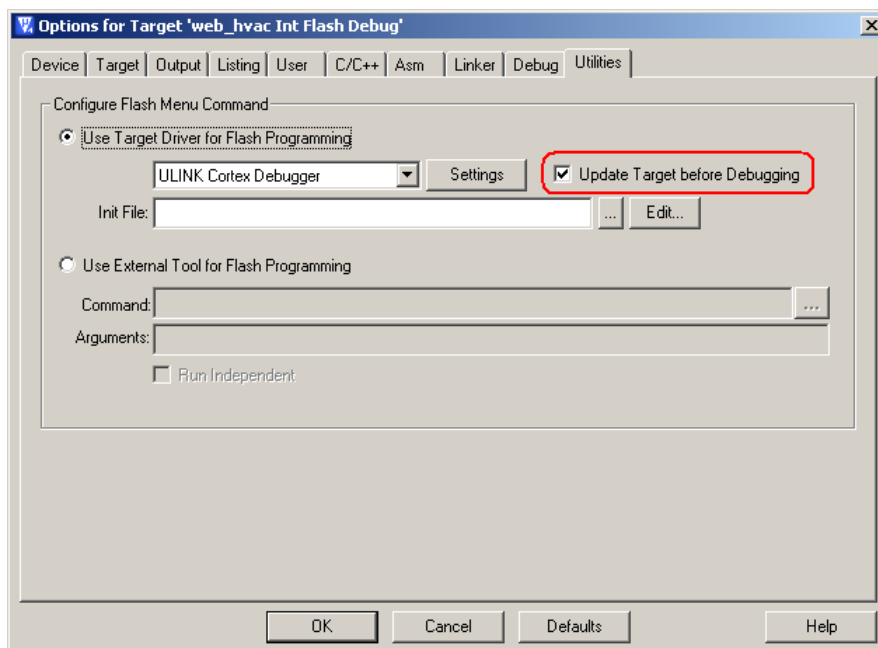 Options for Target 'web_hvac Int Flash Debug'
Device Target Output Listing User C/C++ Asm Linker Debug Utilities
Configure Flash Menu Command
Use Target Driver for Flash Programming
ULINK Cortex Debugger Settings Update Target before Debugging
Init File: ... Edit...
Use External Tool for Flash Programming
Command: ...
Arguments:
Run Independent
OK Cancel Defaults Help